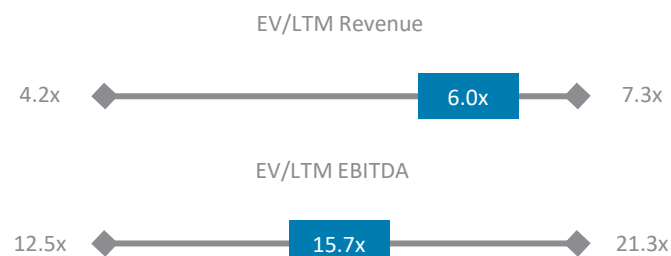 EV/LTM Revenue
4.2x 6.0x 7.3x
EV/LTM EBITDA
12.5x 15.7x 21.3x